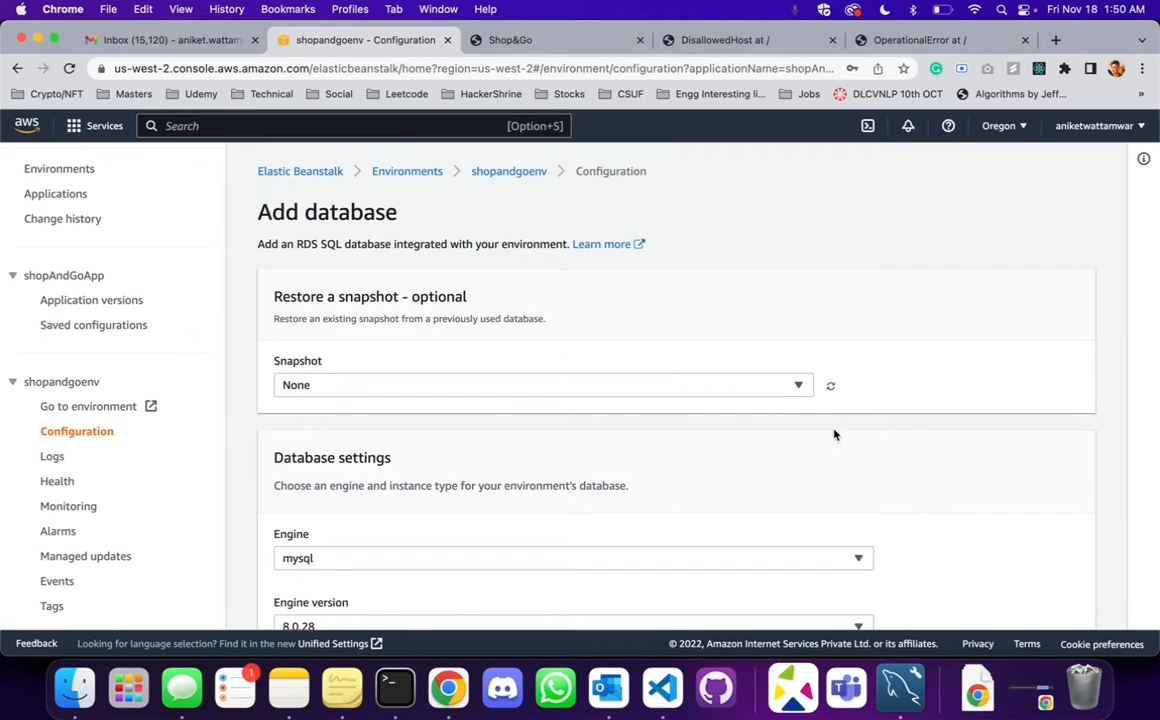 Chrome File Edit View History Bookmarks Profiles Tab Window Help Fri Nov 18 1:50 AM
Inbox (15,120) - aniket.wattam
shopandgoenv - Configuration
Shop&Go
DisallowedHost at /
OperationalError at /
us-west-2.console.aws.amazon.com/elasticbeanstalk/home?region=us-west-2#/environment/configuration?applicationName=shopAn...
Crypto/NFT Masters Udemy Technical Social Leetcode HackerShrine Stocks CSUF Engg Interesting li... Jobs DLCVNLP 10th OCT Algorithms by Jeff... »
aws Services Search [Option+S] Oregon aniketwattamwar
Environments
Applications
Change history
shopAndGoApp
Application versions
Saved configurations
shopandgoenv
Go to environment
Configuration
Logs
Health
Monitoring
Alarms
Managed updates
Events
Tags
Elastic Beanstalk Environments shopandgoenv Configuration
Add database
Add an RDS SQL database integrated with your environment. Learn more
Restore a snapshot - optional
Restore an existing snapshot from a previously used database.
Snapshot
None
Database settings
Choose an engine and instance type for your environment's database.
Engine
mysql
Engine version
8.0.28
Feedback Looking for language selection? Find it in the new Unified Settings © 2022, Amazon Internet Services Private Ltd. or its affiliates. Privacy Terms Cookie preferences
1